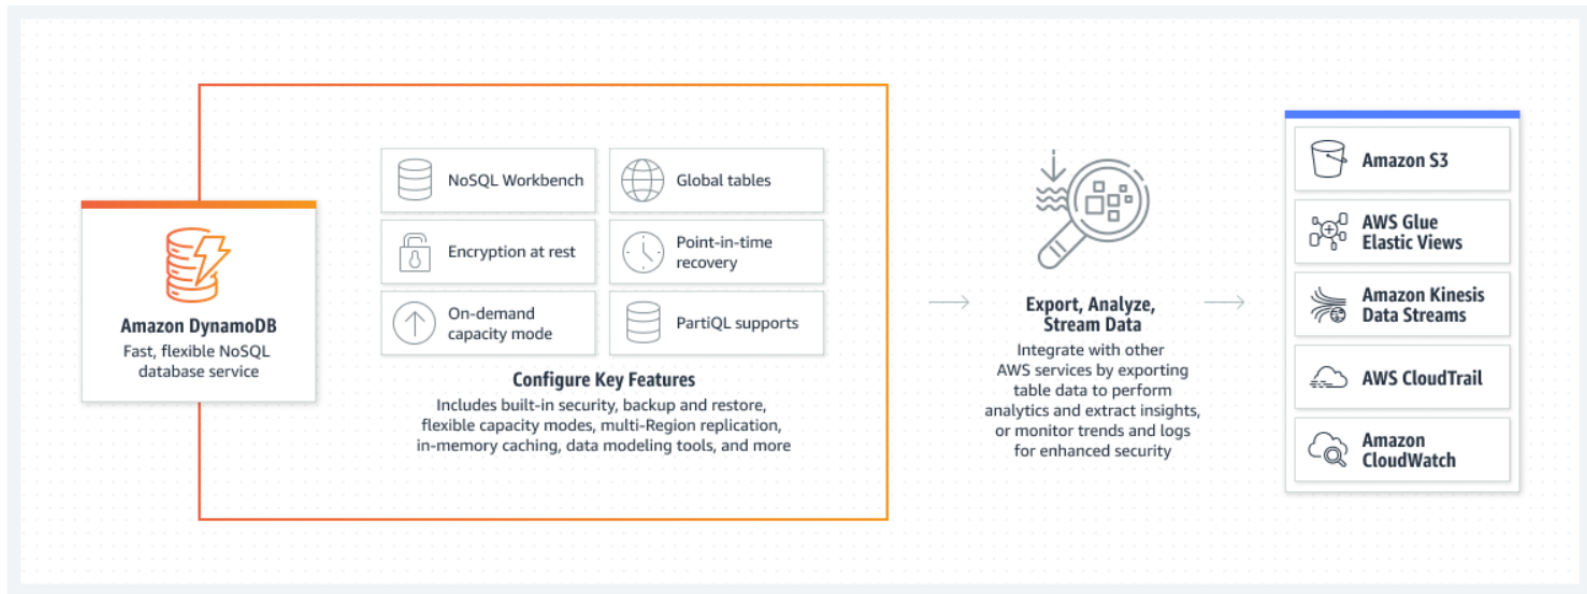 Amazon DynamoDB
Fast, flexible NoSQL
database service
NoSQL Workbench
Global tables
Encryption at rest
Point-in-time
recovery
On-demand
capacity mode
PartiQL supports
Configure Key Features
Includes built-in security, backup and restore,
flexible capacity modes, multi-Region replication,
in-memory caching, data modeling tools, and more
Export, Analyze,
Stream Data
Integrate with other
AWS services by exporting
table data to perform
analytics and extract insights,
or monitor trends and logs
for enhanced security
Amazon S3
AWS Glue
Elastic Views
Amazon Kinesis
Data Streams
AWS CloudTrail
Amazon
CloudWatch